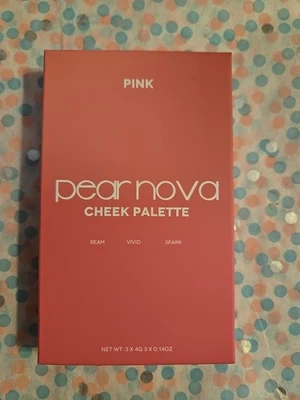 PINK
pear nova
CHEEK PALETTE
BEAM VIVID SPARK
NET WT· 3 X 4G 3 X 0.14OZ